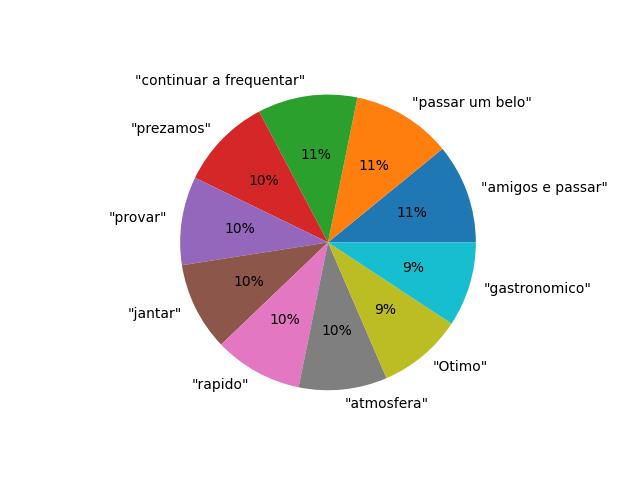 "continuar a frequentar"
"passar um belo"
"prezamos"
11%
11%
10%
"amigos e passar"
11%
"provar"
10%
9%
"gastronomico"
10%
"jantar"
10%
10%
9%
"Otimo"
"rapido"
"atmosfera"